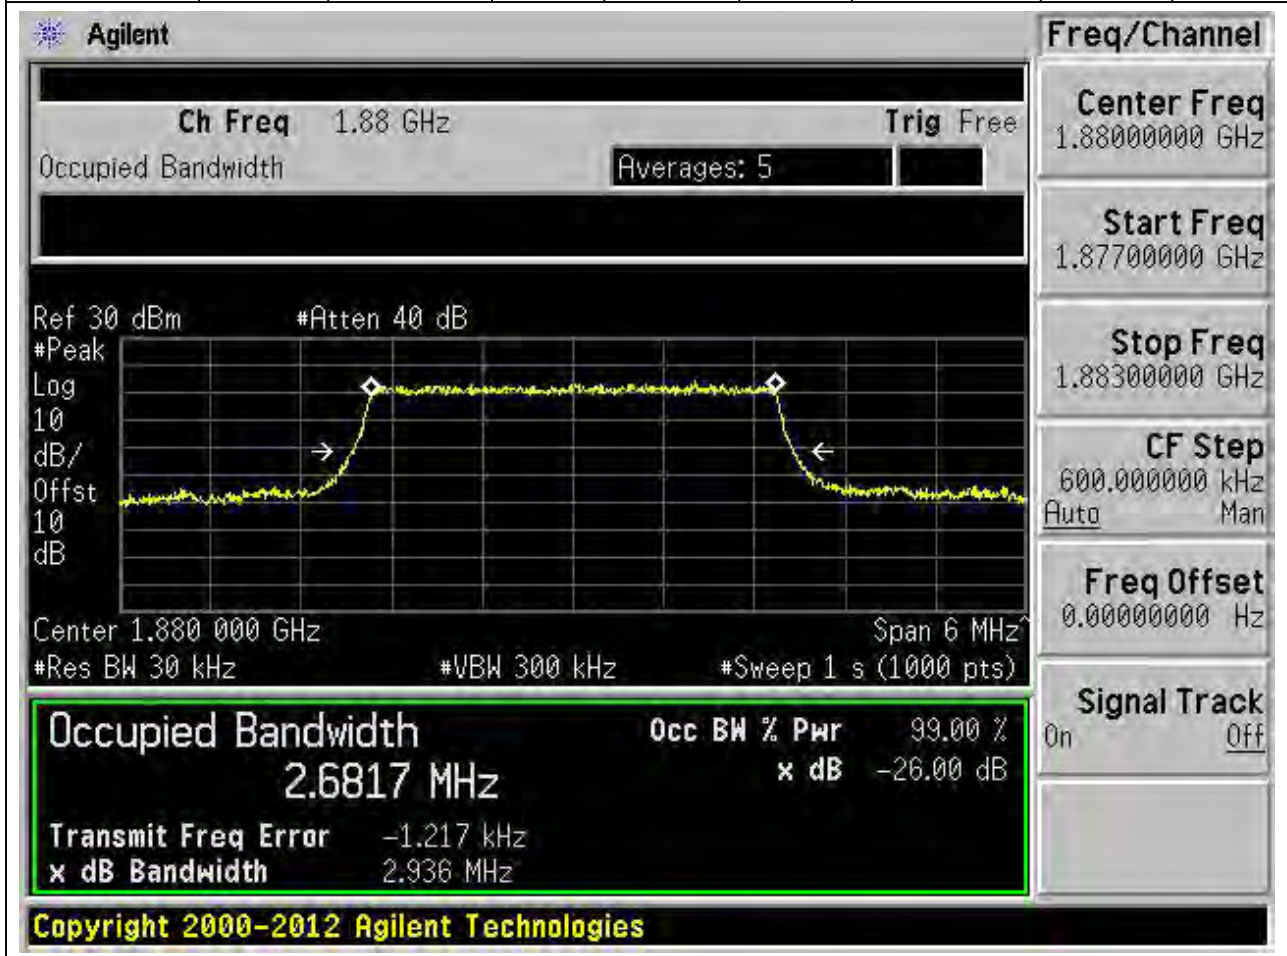 Agilent
Freq/Channel
Ch Freq 1.88 GHz Trig Free
Occupied Bandwidth Averages: 5
Center Freq
1.88000000 GHz
Start Freq
1.87700000 GHz
Stop Freq
1.88300000 GHz
CF Step
600.000000 kHz
Auto Man
Freq Offset
0.00000000 Hz
Signal Track
On Off
Ref 30 dBm #Atten 40 dB
#Peak
Log
10
dB/
Offst
10
dB
Center 1.880 000 GHz Span 6 MHz^
#Res BW 30 kHz #VBW 300 kHz #Sweep 1 s (1000 pts)
Occupied Bandwidth Occ BW % Pwr 99.00 %
2.6817 MHz x dB -26.00 dB
Transmit Freq Error -1.217 kHz
x dB Bandwidth 2.936 MHz
Copyright 2000-2012 Agilent Technologies